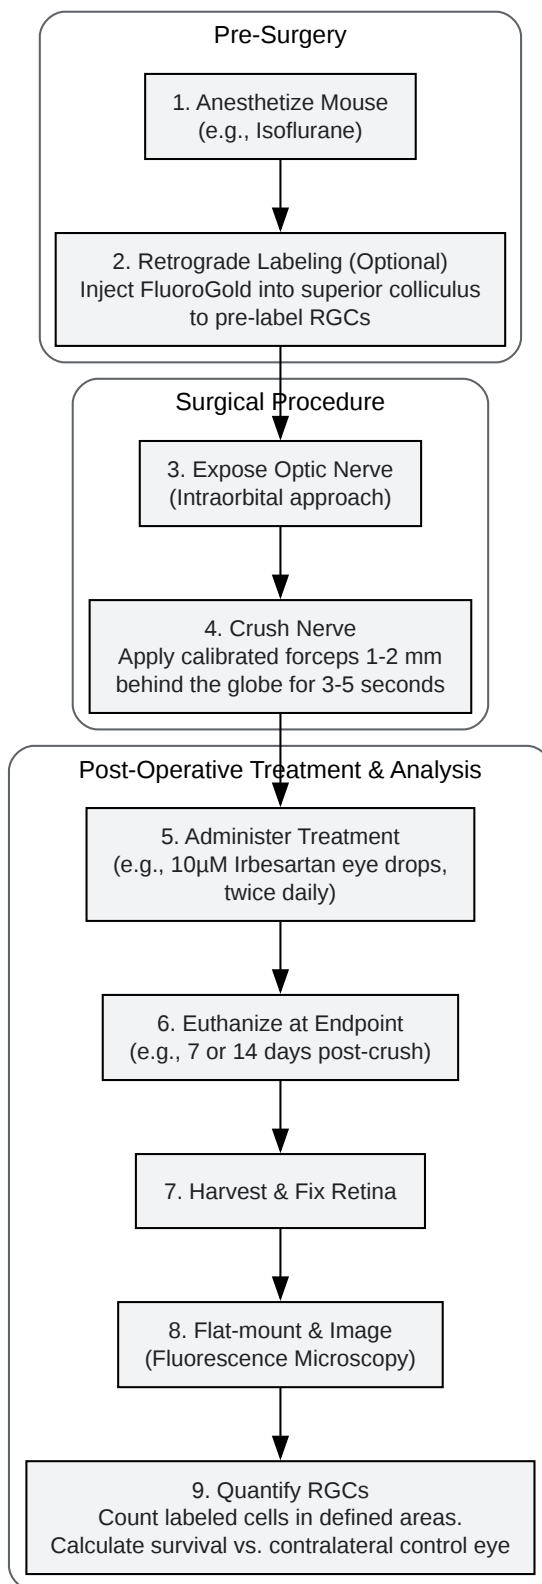 Pre-Surgery
1. Anesthetize Mouse
(e.g., Isoflurane)
2. Retrograde Labeling (Optional)
Inject FluoroGold into superior colliculus
to pre-label RGCs
Surgical Procedure
3. Expose Optic Nerve
(Intraorbital approach)
4. Crush Nerve
Apply calibrated forceps 1-2 mm
behind the globe for 3-5 seconds
Post-Operative Treatment & Analysis
5. Administer Treatment
(e.g., 10µM Irbesartan eye drops,
twice daily)
6. Euthanize at Endpoint
(e.g., 7 or 14 days post-crush)
7. Harvest & Fix Retina
8. Flat-mount & Image
(Fluorescence Microscopy)
9. Quantify RGCs
Count labeled cells in defined areas.
Calculate survival vs. contralateral control eye